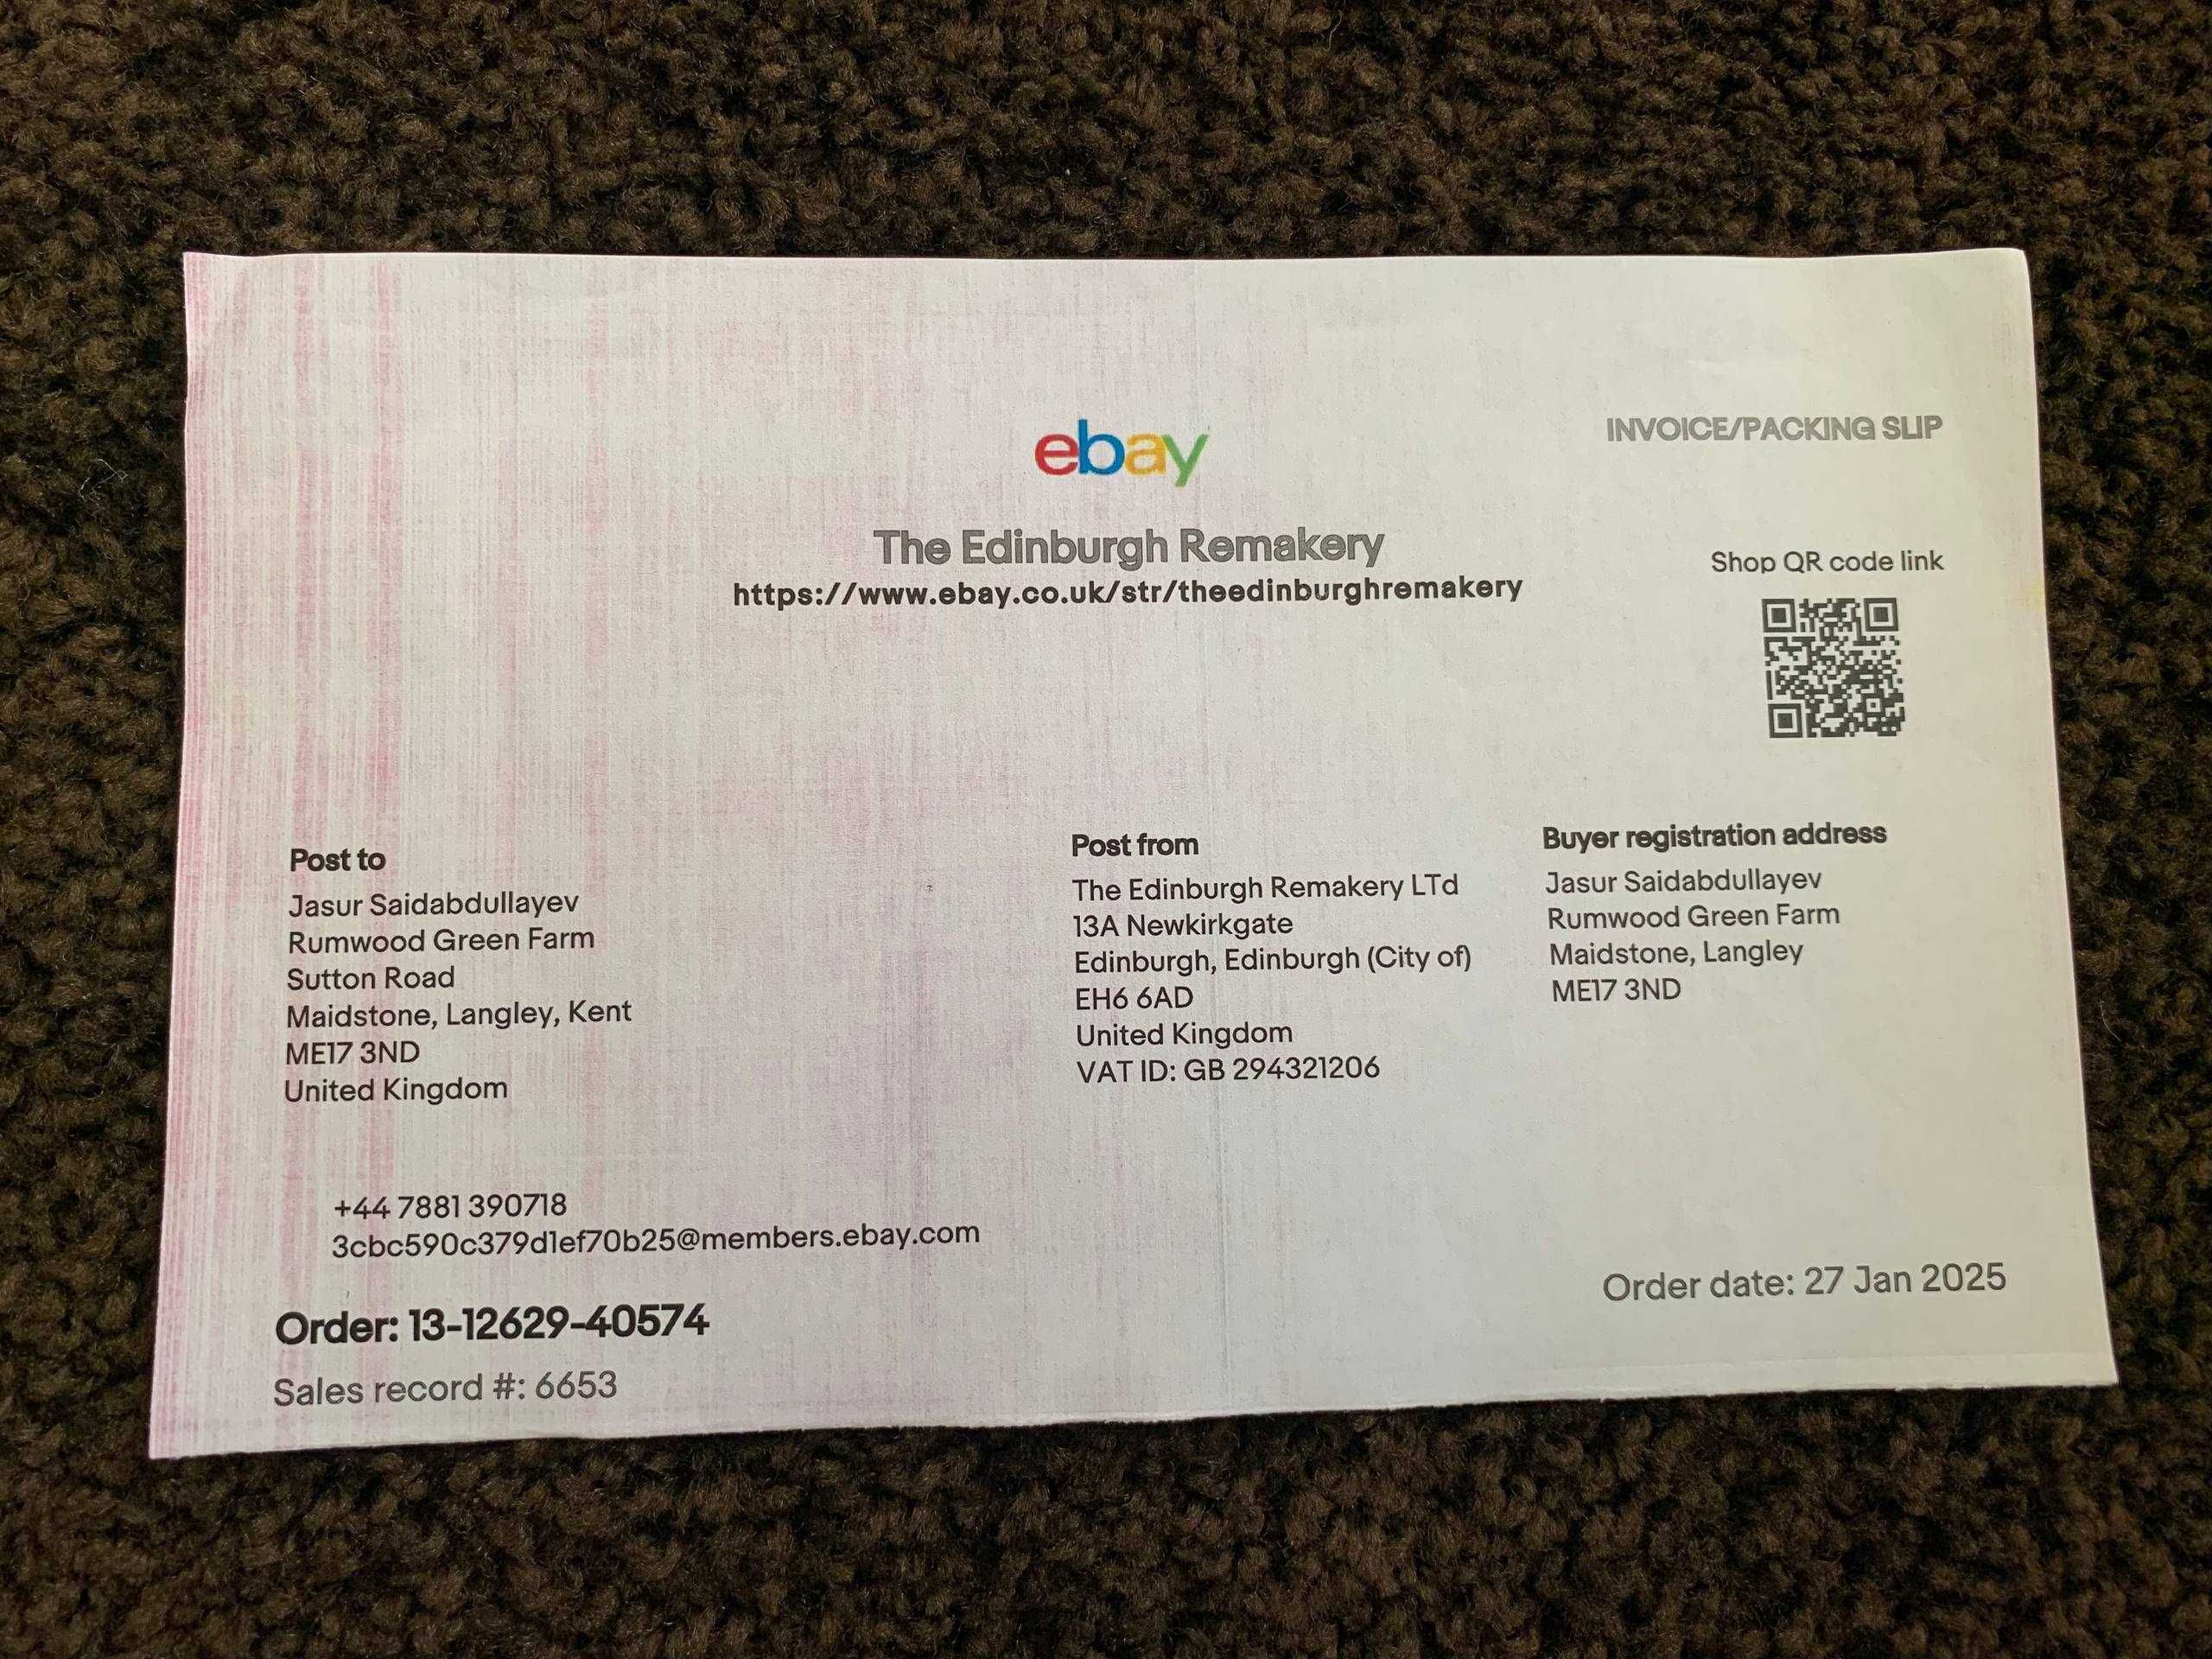 ebay
INVOICE/PACKING SLIP
The Edinburgh Remakery
https://www.ebay.co.uk/str/theedinburghremakery
Shop QR code link
Post to
Jasur Saidabdullayev
Rumwood Green Farm
Sutton Road
Maidstone, Langley, Kent
ME17 3ND
United Kingdom
Post from
The Edinburgh Remakery LTd
13A Newkirkgate
Edinburgh, Edinburgh (City of)
EH6 6AD
United Kingdom
VAT ID: GB 294321206
Buyer registration address
Jasur Saidabdullayev
Rumwood Green Farm
Maidstone, Langley
ME17 3ND
+44 7881 390718
3cbc590c379d1ef70b25@members.ebay.com
Order: 13-12629-40574
Order date: 27 Jan 2025
Sales record #: 6653